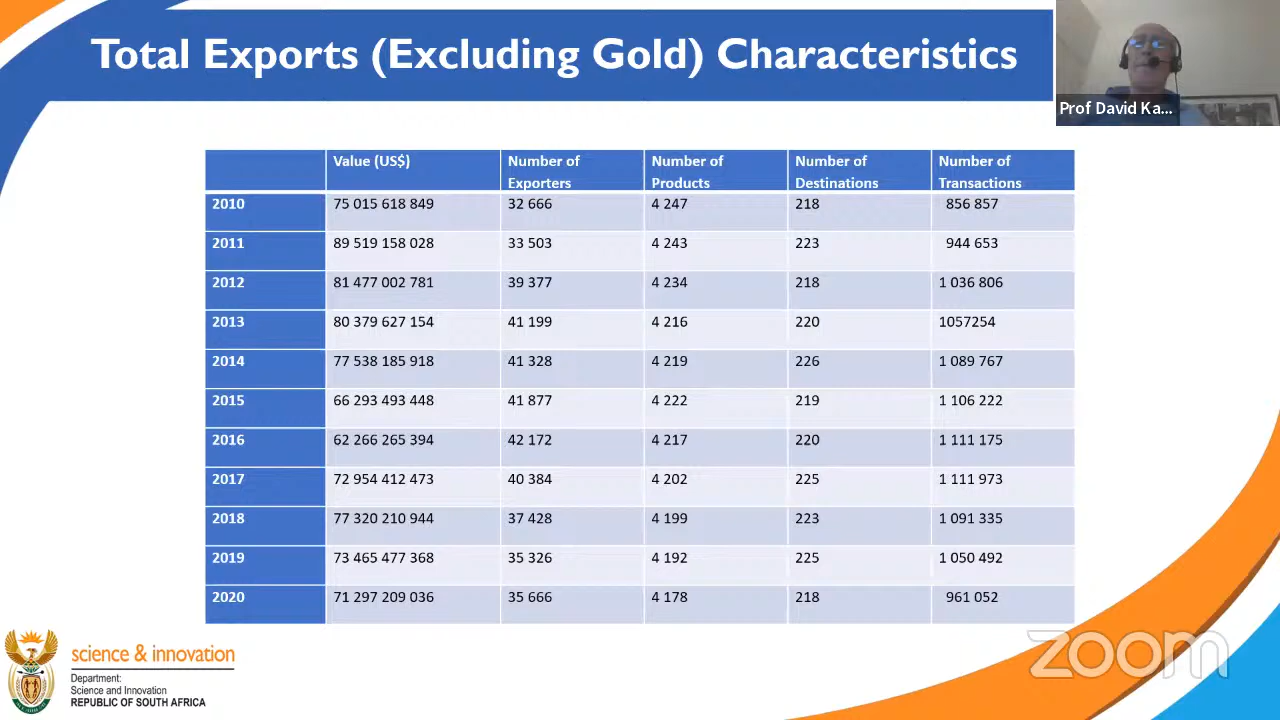 Total Exports (Excluding Gold) Characteristics
Prof David Ka...
Value (US$) Number of Exporters Number of Products Number of Destinations Number of Transactions
2010 75 015 618 849 32 666 4 247 218 856 857
2011 89 519 158 028 33 503 4 243 223 944 653
2012 81 477 002 781 39 377 4 234 218 1 036 806
2013 80 379 627 154 41 199 4 216 220 1057254
2014 77 538 185 918 41 328 4 219 226 1 089 767
2015 66 293 493 448 41 877 4 222 219 1 106 222
2016 62 266 265 394 42 172 4 217 220 1 111 175
2017 72 954 412 473 40 384 4 202 225 1 111 973
2018 77 320 210 944 37 428 4 199 223 1 091 335
2019 73 465 477 368 35 326 4 192 225 1 050 492
2020 71 297 209 036 35 666 4 178 218 961 052
science & innovation
Department:
Science and Innovation
REPUBLIC OF SOUTH AFRICA
zoom